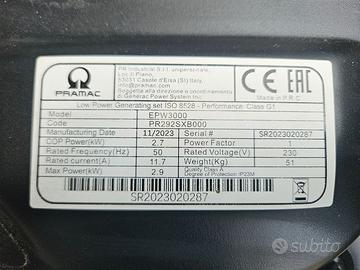 PRAMAC
PR Industrial S.r.l. unipersonale,
Loc.Il Piano,
53031 Casole d'Elsa (SI) Italy
info@pramac.com
Soggetta alla direzione e coordinamento
di Generac Power System Inc
CE EAC
Made in P.R.C
Low Power Generating set ISO 8528 - Performance Class G1
Model EPW3000
Code PR292SXB000
Manufacturing Date 11/2023 Serial # SR2023020287
COP Power(kW) 2.7 Power Factor 1
Rated Frequency(Hz) 50 Rated Voltage(V) 230
Rated current(A) 11.7 Weight(Kg) 51
Max Power(kW) 2.9 Quality Class A
Degree of Protection: IP23M
SR2023020287
subito